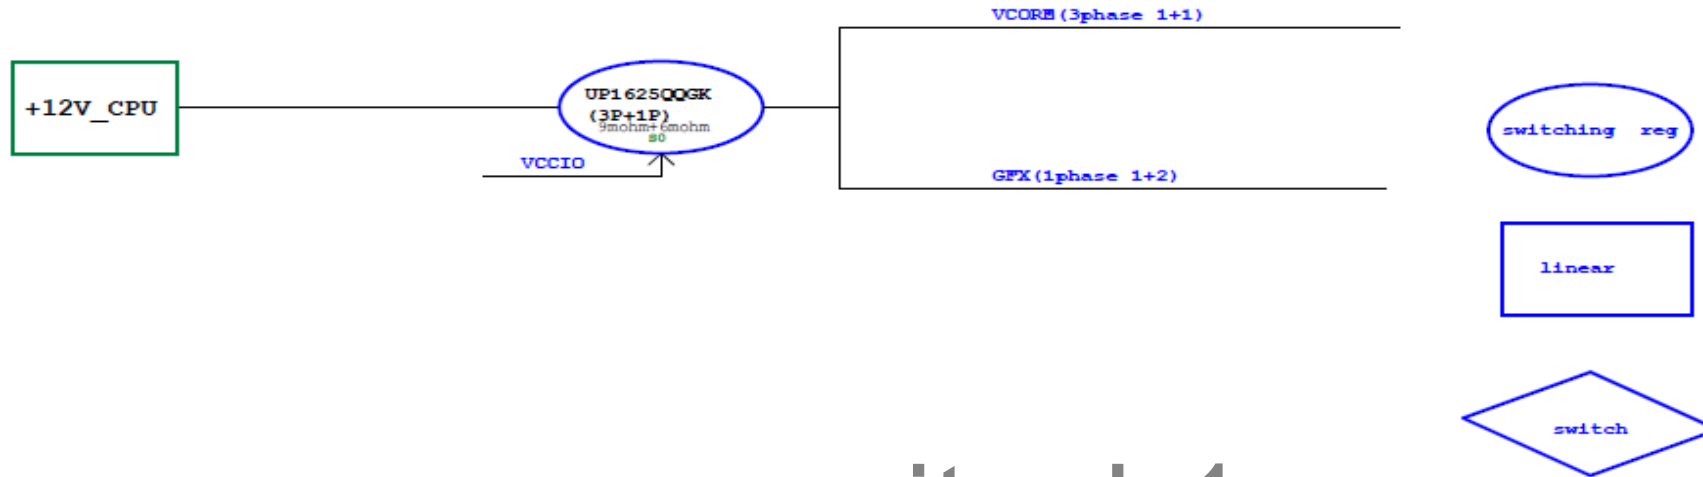 VCORE(3phase 1+1)
+12V_CPU
UP1625QQGK
(3P+1P)
9mohm+6mohm
S0
VCCIO
GFX(1phase 1+2)
switching reg
linear
switch